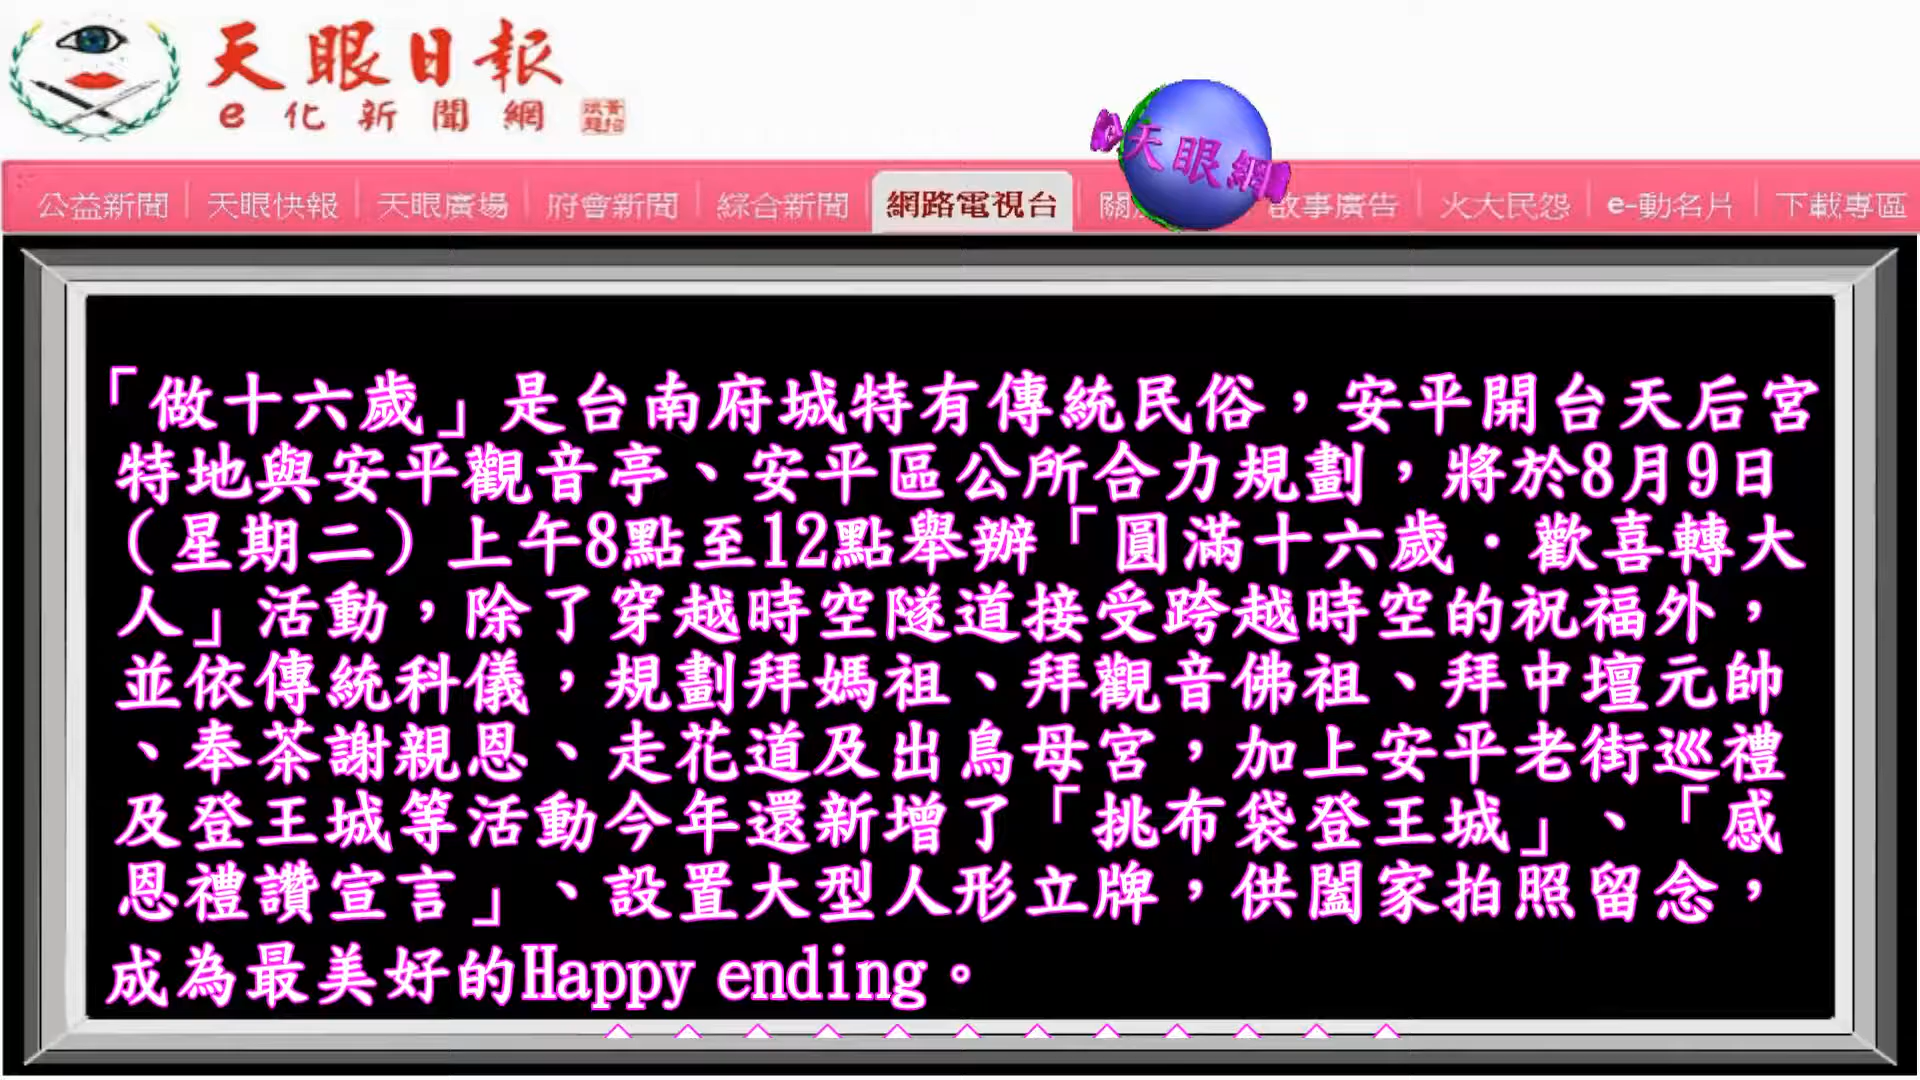 天眼日報
e化新聞網
天眼網
公益新聞 天眼快報 天眼廣場 府會新聞 綜合新聞 網路電視台 關 啟事廣告 火大民怨 e-動名片 下載專區
「做十六歲」是台南府城特有傳統民俗，安平開台天后宮
特地與安平觀音亭、安平區公所合力規劃，將於8月9日
（星期二）上午8點至12點舉辦「圓滿十六歲．歡喜轉大
人」活動，除了穿越時空隧道接受跨越時空的祝福外，
並依傳統科儀，規劃拜媽祖、拜觀音佛祖、拜中壇元帥
、奉茶謝親恩、走花道及出鳥母宮，加上安平老街巡禮
及登王城等活動今年還新增了「挑布袋登王城」、「感
恩禮讚宣言」、設置大型人形立牌，供闔家拍照留念，
成為最美好的Happy ending。